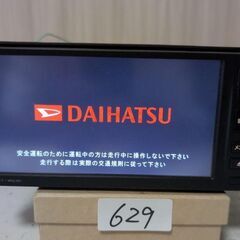 DAIHATSU
安全運転のために運転中の方は走行中に操作しないで下さい
走行する際は実際の交通規則に従って下さい
629